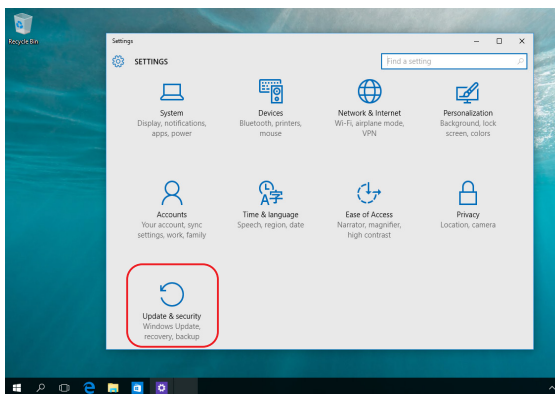 Recycle Bin
Settings
SETTINGS
Find a setting
System
Display, notifications,
apps, power
Devices
Bluetooth, printers,
mouse
Network & Internet
Wi-Fi, airplane mode,
VPN
Personalization
Background, lock
screen, colors
Accounts
Your account, sync
settings, work, family
Time & language
Speech, region, date
Ease of Access
Narrator, magnifier,
high contrast
Privacy
Location, camera
Update & security
Windows Update,
recovery, backup